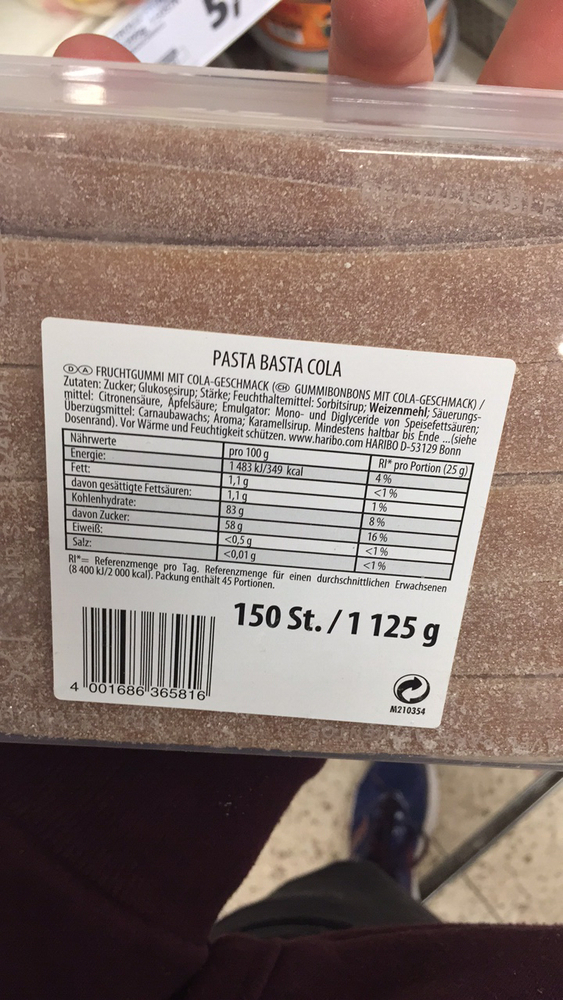 5,
PASTA BASTA COLA
D A FRUCHTGUMMI MIT COLA-GESCHMACK (CH GUMMIBONBONS MIT COLA-GESCHMACK) /
Zutaten: Zucker; Glukosesirup; Stärke; Feuchthaltemittel: Sorbitsirup; Weizenmehl; Säuerungs-
mittel: Citronensäure, Äpfelsäure; Emulgator: Mono- und Diglyceride von Speisefettsäuren;
Überzugsmittel: Carnaubawachs; Aroma; Karamellsirup. Mindestens haltbar bis Ende ...(siehe
Dosenrand). Vor Wärme und Feuchtigkeit schützen. www.haribo.com HARIBO D-53129 Bonn
Nährwerte pro 100 g RI* pro Portion (25 g)
Energie: 1 483 kJ/349 kcal 4 %
Fett: 1,1 g <1 %
davon gesättigte Fettsäuren: 1,1 g 1 %
Kohlenhydrate: 83 g 8 %
davon Zucker: 58 g 16 %
Eiweiß: <0,5 g <1 %
Salz: <0,01 g <1 %
RI*= Referenzmenge pro Tag. Referenzmenge für einen durchschnittlichen Erwachsenen
(8 400 kJ/2 000 kcal). Packung enthält 45 Portionen.
150 St. / 1 125 g
4 001686 365816
M210354